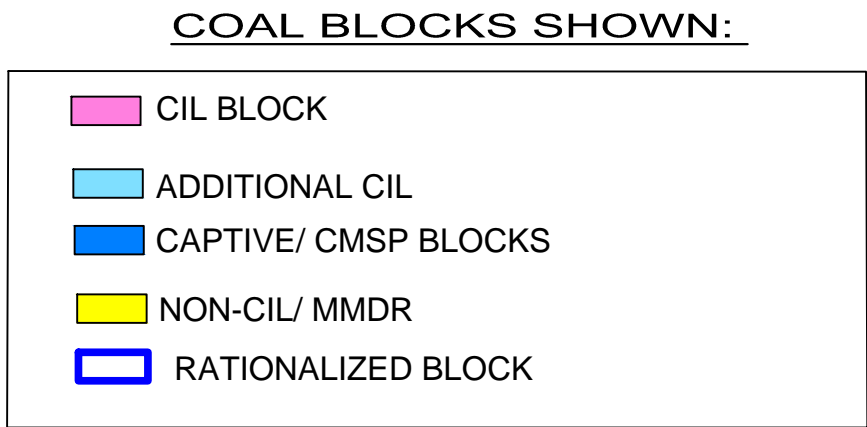 COAL BLOCKS SHOWN:
CIL BLOCK
ADDITIONAL CIL
CAPTIVE/ CMSP BLOCKS
NON-CIL/ MMDR
RATIONALIZED BLOCK